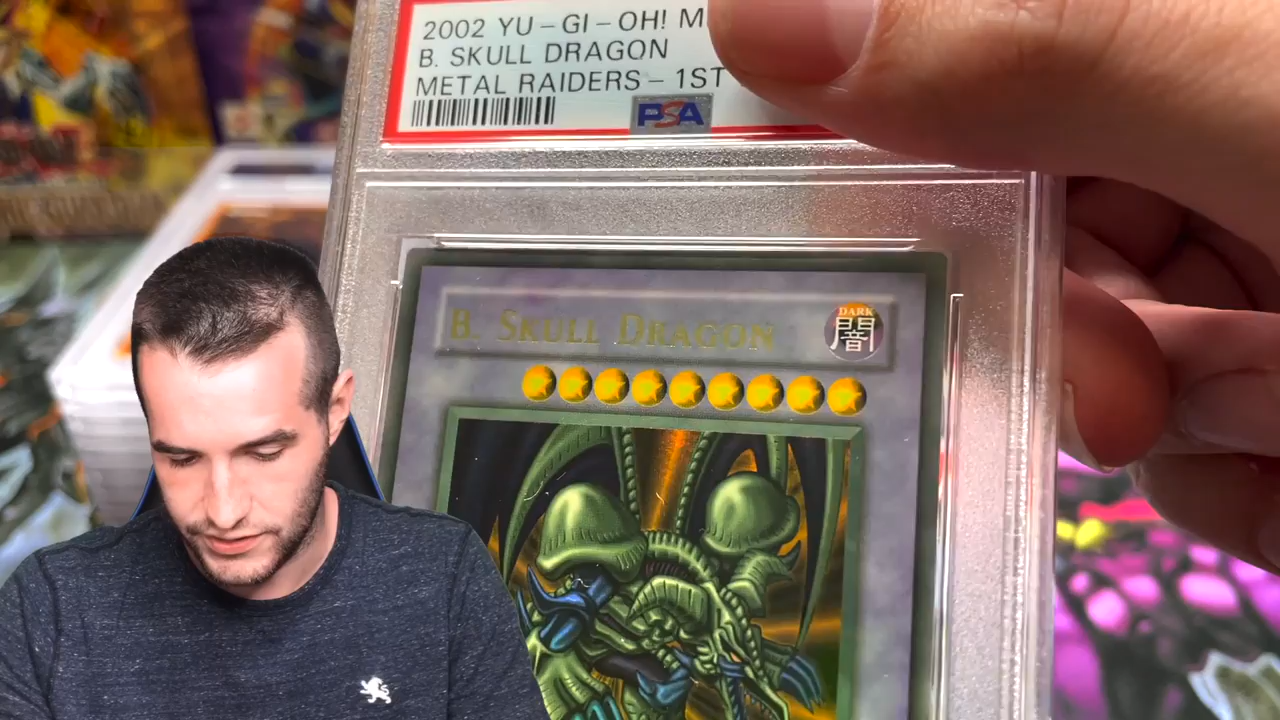 2002 YU-GI-OH! M
B. SKULL DRAGON
METAL RAIDERS - 1ST
PSA
B. SKULL DRAGON
DARK
闇